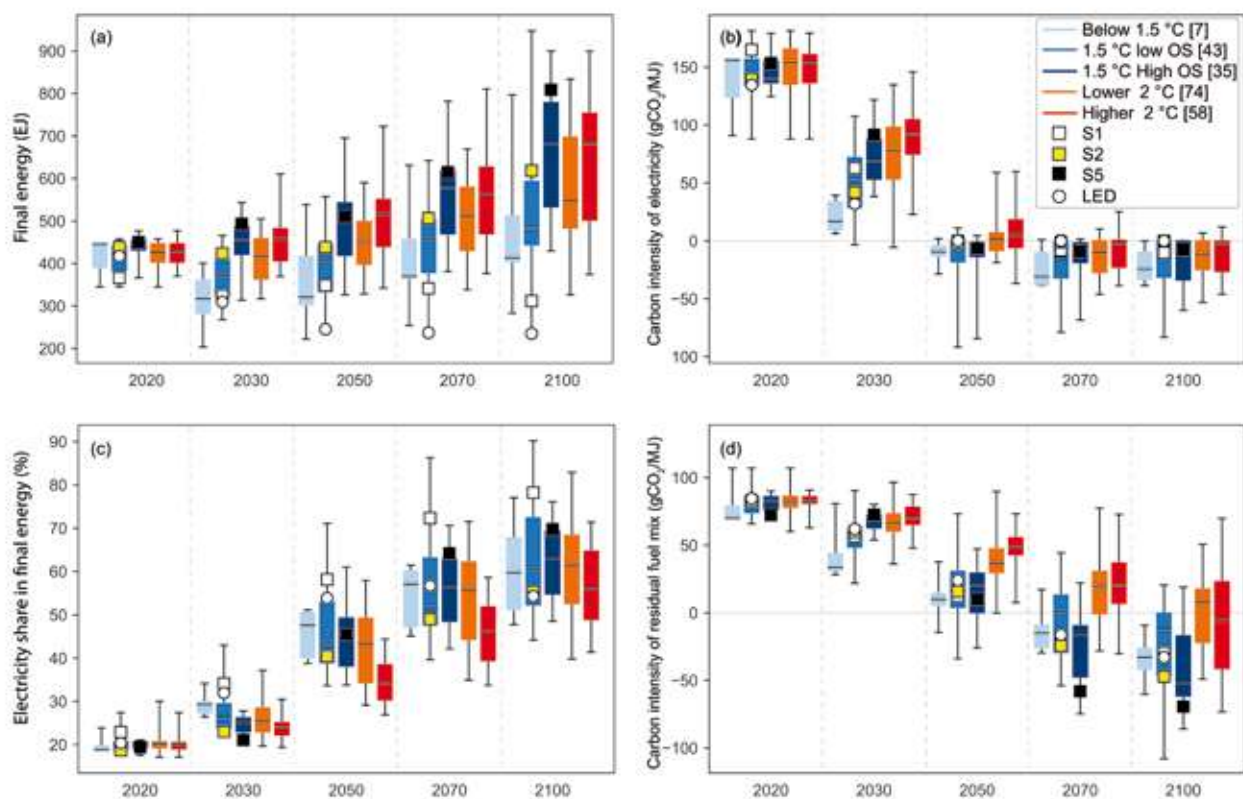 (a)
Final energy (EJ)
900
800
700
600
500
400
300
200
2020
2030
2050
2070
2100
(b)
Carbon intensity of electricity (gCO₂/MJ)
150
100
50
0
−50
100
2020
2030
2050
2070
2100
Below 1.5 °C [7]
1.5 °C low OS [43]
1.5 °C High OS [35]
Lower 2 °C [74]
Higher 2 °C [58]
S1
S2
S5
LED
(c)
Electricity share in final energy (%)
90
80
70
60
50
40
30
20
2020
2030
2050
2070
2100
(d)
Carbon intensity of residual fuel mix (gCO₂/MJ)
100
50
0
−50
−100
2020
2030
2050
2070
2100